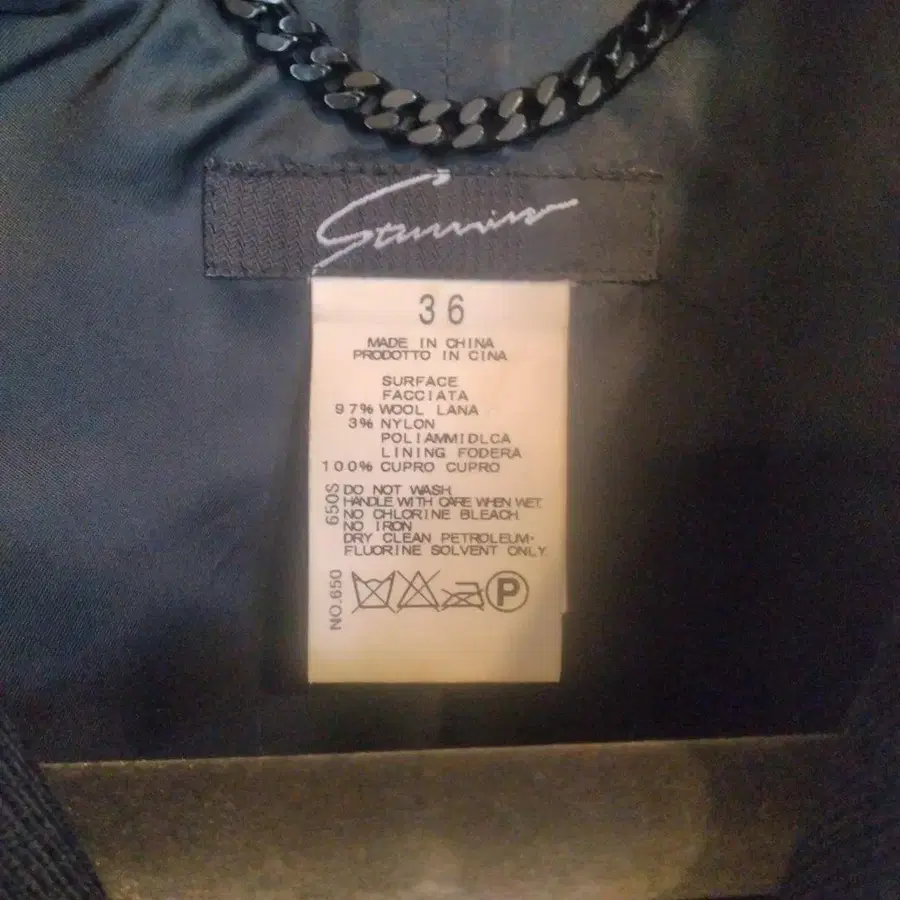 36
MADE IN CHINA
PRODOTTO IN CINA
SURFACE
FACCIATA
97% WOOL LANA
3% NYLON
POLIAMMIDLCA
LINING FODERA
100% CUPRO CUPRO
650S
DO NOT WASH
HANDLE WITH CARE WHEN WET
NO CHLORINE BLEACH
NO IRON
DRY CLEAN PETROLEUM·
FLUORINE SOLVENT ONLY
NO.650
P